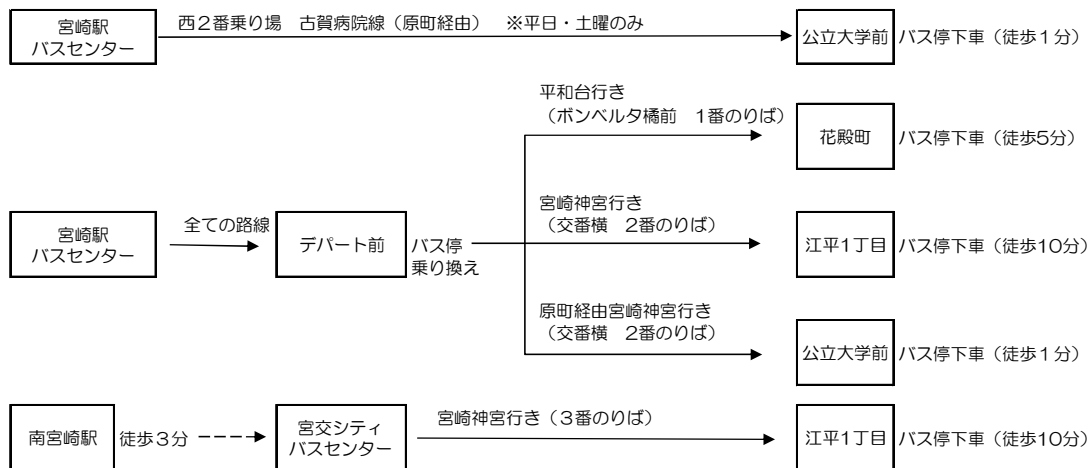 宮崎駅
バスセンター
西2番乗り場　古賀病院線（原町経由）　※平日・土曜のみ
公立大学前
バス停下車（徒歩1分）
平和台行き
（ボンベルタ橘前　1番のりば）
花殿町
バス停下車（徒歩5分）
宮崎駅
バスセンター
全ての路線
デパート前
バス停
乗り換え
宮崎神宮行き
（交番横　2番のりば）
江平1丁目
バス停下車（徒歩10分）
原町経由宮崎神宮行き
（交番横　2番のりば）
公立大学前
バス停下車（徒歩1分）
南宮崎駅
徒歩3分
宮交シティ
バスセンター
宮崎神宮行き（3番のりば）
江平1丁目
バス停下車（徒歩10分）